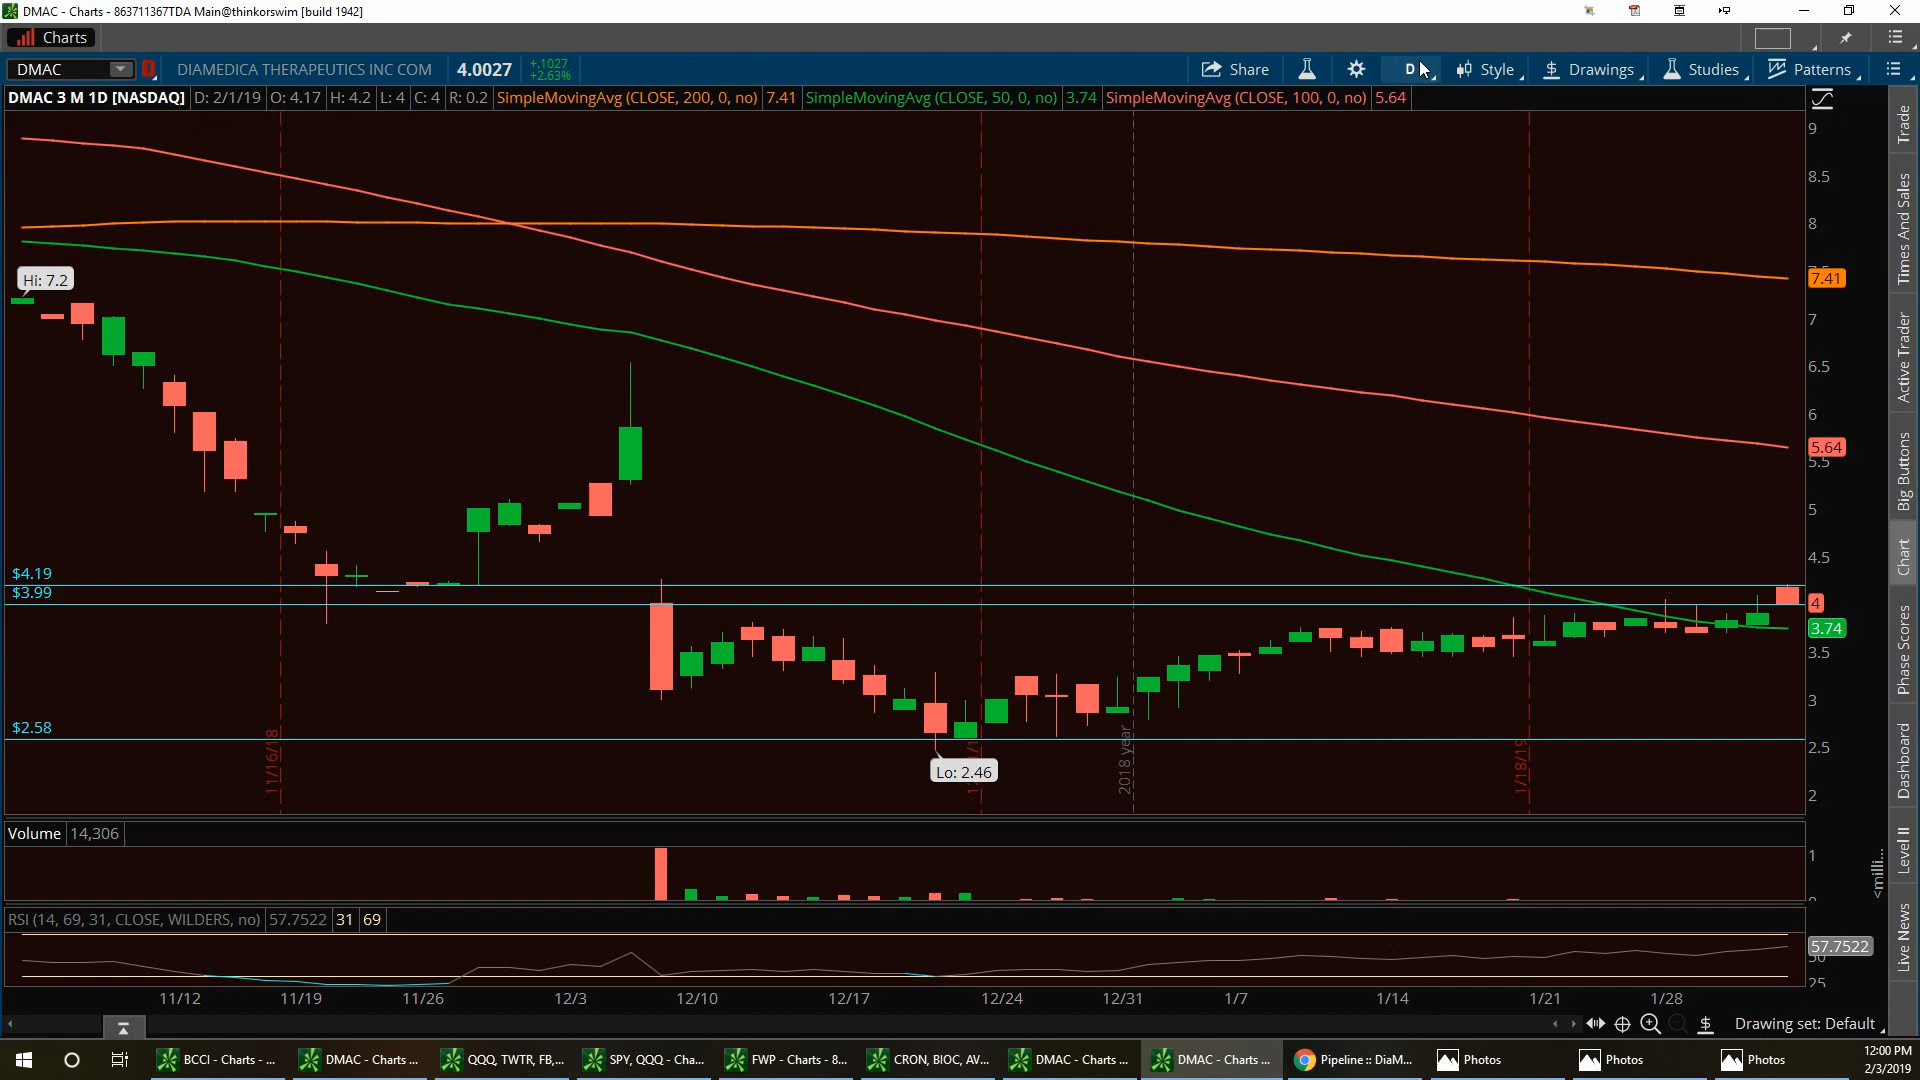 DMAC - Charts - 863711367TDA Main@thinkorswim [build 1942]
Charts
DMAC 1 DIAMEDICA THERAPEUTICS INC COM 4.0027 +.1027 +2.63% Share D Style Drawings Studies Patterns
DMAC 3 M 1D [NASDAQ] D: 2/1/19 O: 4.17 H: 4.2 L: 4 C: 4 R: 0.2 SimpleMovingAvg (CLOSE, 200, 0, no) 7.41 SimpleMovingAvg (CLOSE, 50, 0, no) 3.74 SimpleMovingAvg (CLOSE, 100, 0, no) 5.64
9
8.5
8
7.41
7
6.5
6
5.64
5.5
5
4.5
4
3.74
3.5
3
2.5
2
Hi: 7.2
$4.19
$3.99
$2.58
Lo: 2.46
11/16/18
2018 year
1/18/19
Volume 14,306
1
<milli...
RSI (14, 69, 31, CLOSE, WILDERS, no) 57.7522 31 69
57.7522
50
25
11/12 11/19 11/26 12/3 12/10 12/17 12/24 12/31 1/7 1/14 1/21 1/28
Drawing set: Default
Trade
Times And Sales
Active Trader
Big Buttons
Chart
Phase Scores
Dashboard
Level II
Live News
BCCI - Charts - ... DMAC - Charts ... QQQ, TWTR, FB,... SPY, QQQ - Cha... FWP - Charts - 8... CRON, BIOC, AV... DMAC - Charts ... DMAC - Charts ... Pipeline :: DiaM... Photos Photos Photos
12:00 PM
2/3/2019